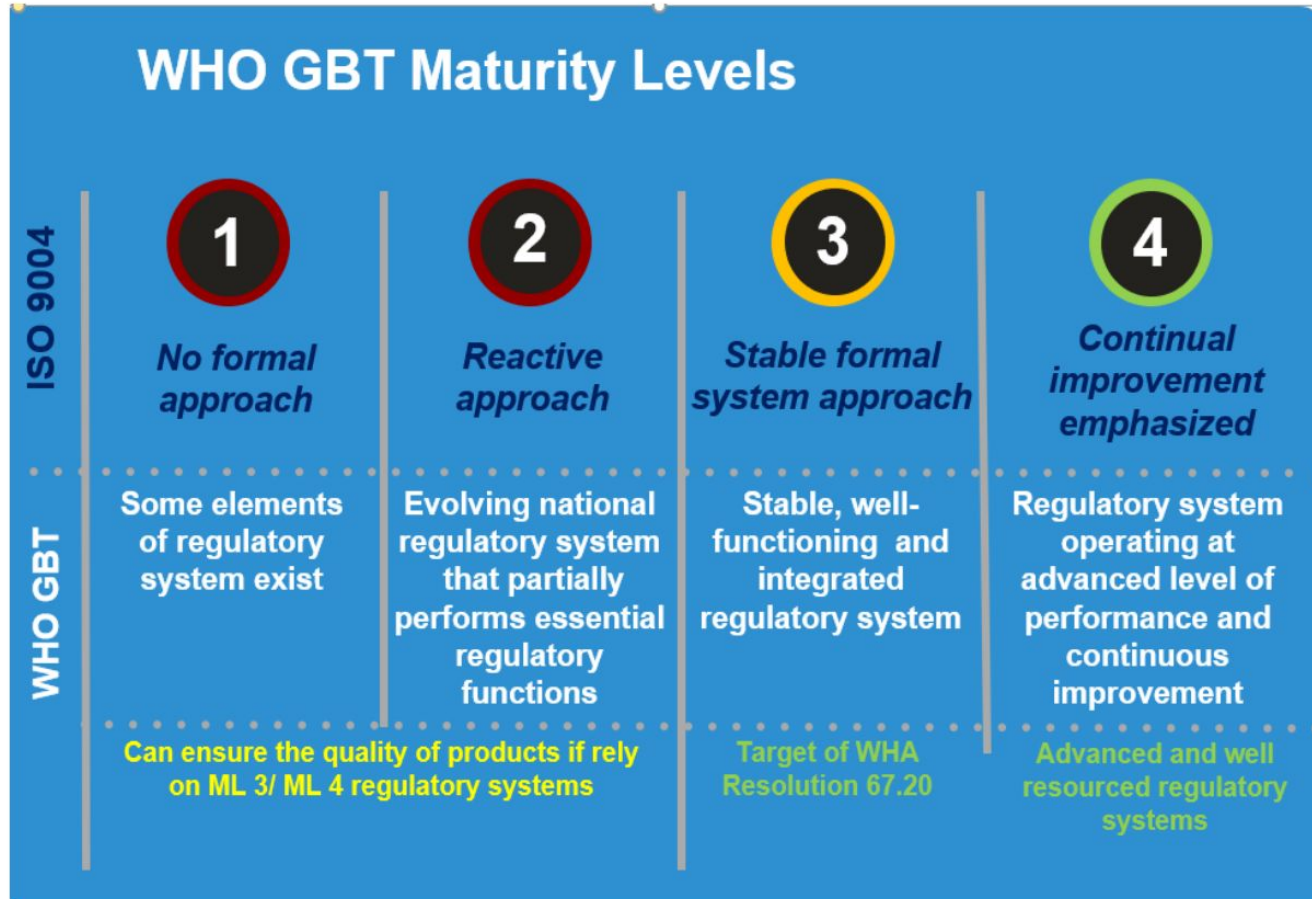 WHO GBT Maturity Levels
ISO 9004
1
No formal
approach
2
Reactive
approach
3
Stable formal
system approach
4
Continual
improvement
emphasized
WHO GBT
Some elements
of regulatory
system exist
Evolving national
regulatory system
that partially
performs essential
regulatory
functions
Stable, well-
functioning and
integrated
regulatory system
Regulatory system
operating at
advanced level of
performance and
continuous
improvement
Can ensure the quality of products if rely
on ML 3/ ML 4 regulatory systems
Target of WHA
Resolution 67.20
Advanced and well
resourced regulatory
systems